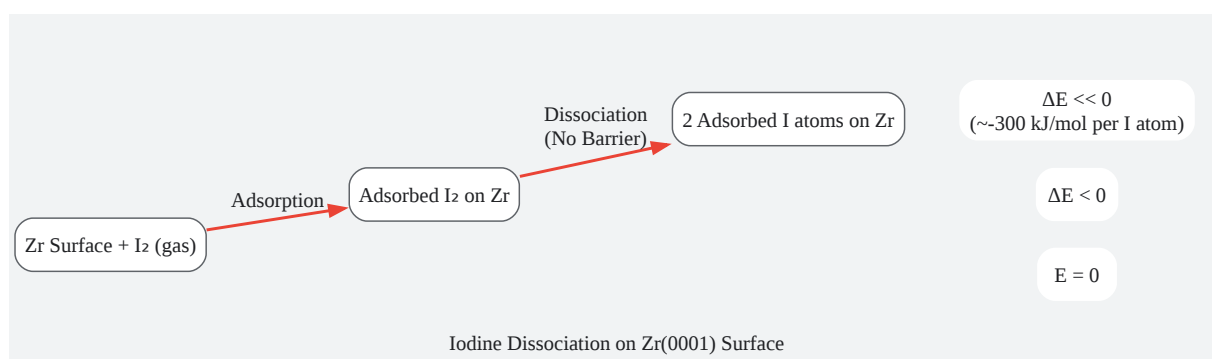 Dissociation
(No Barrier)
2 Adsorbed I atoms on Zr
ΔE << 0
(~-300 kJ/mol per I atom)
Adsorption
Adsorbed I₂ on Zr
ΔE < 0
Zr Surface + I₂ (gas)
E = 0
Iodine Dissociation on Zr(0001) Surface